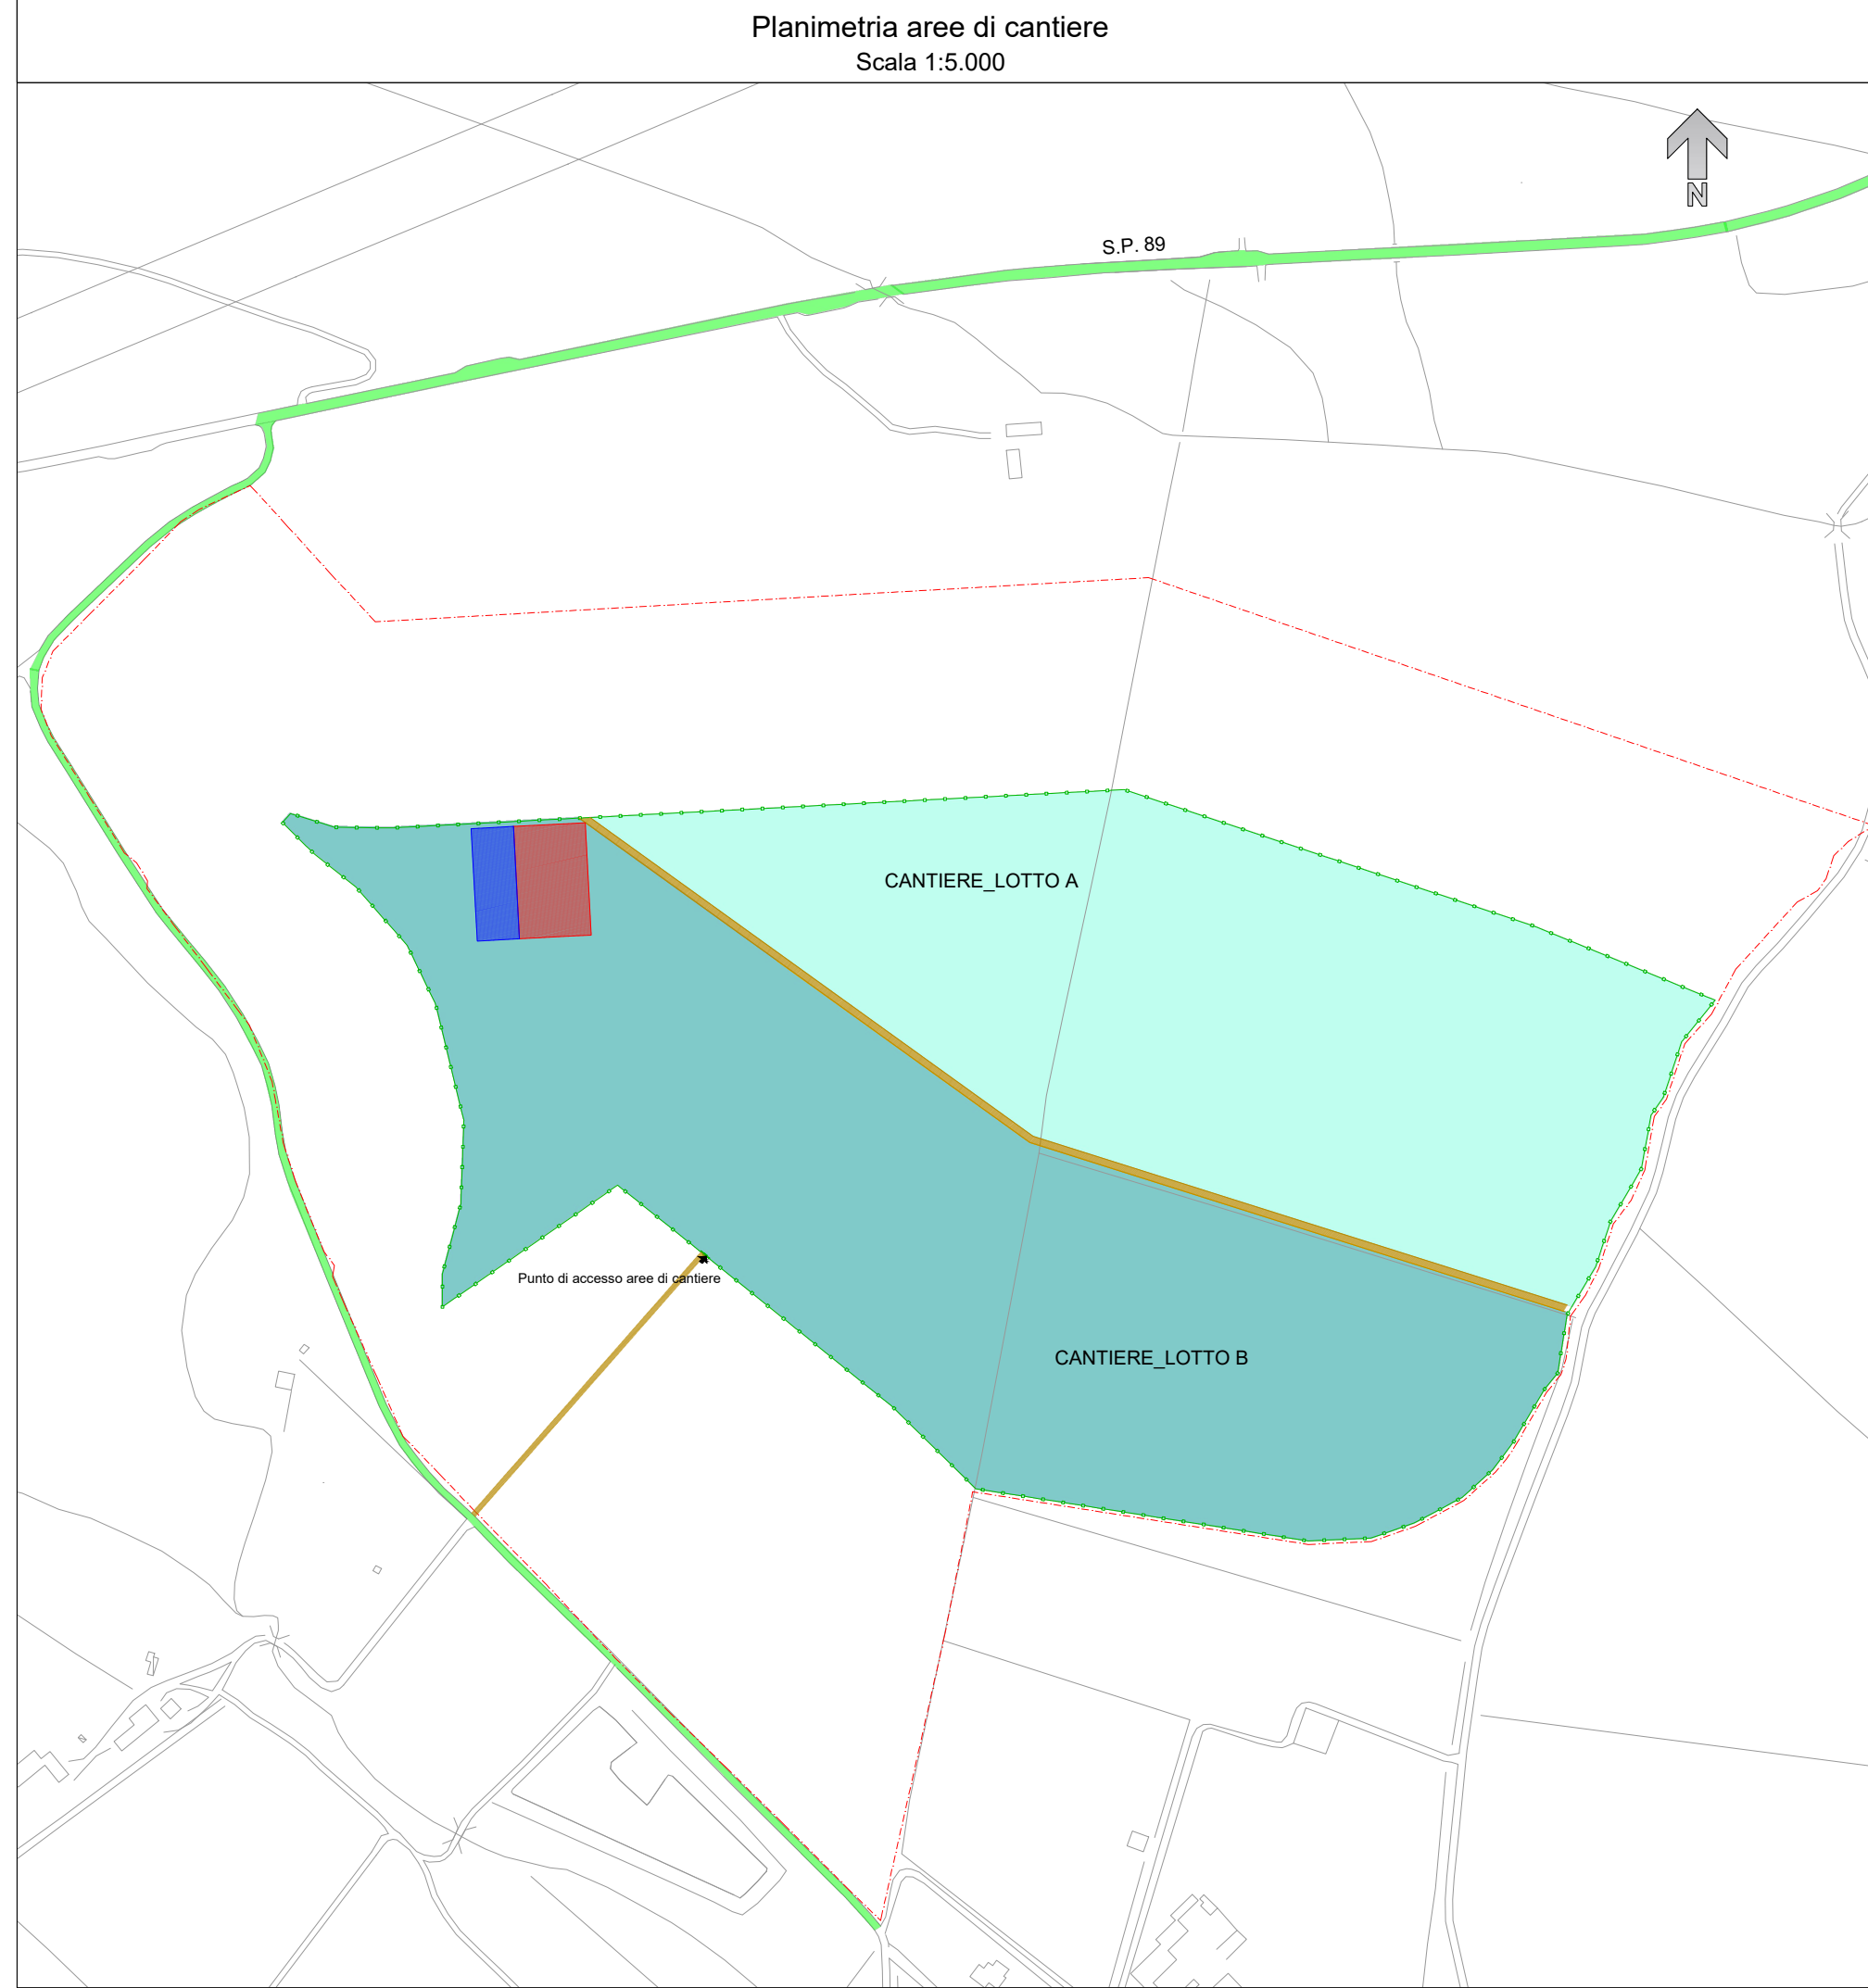 Planimetria aree di cantiere
Scala 1:5.000
N
S.P. 89
CANTIERE_LOTTO A
Punto di accesso aree di cantiere
CANTIERE_LOTTO B